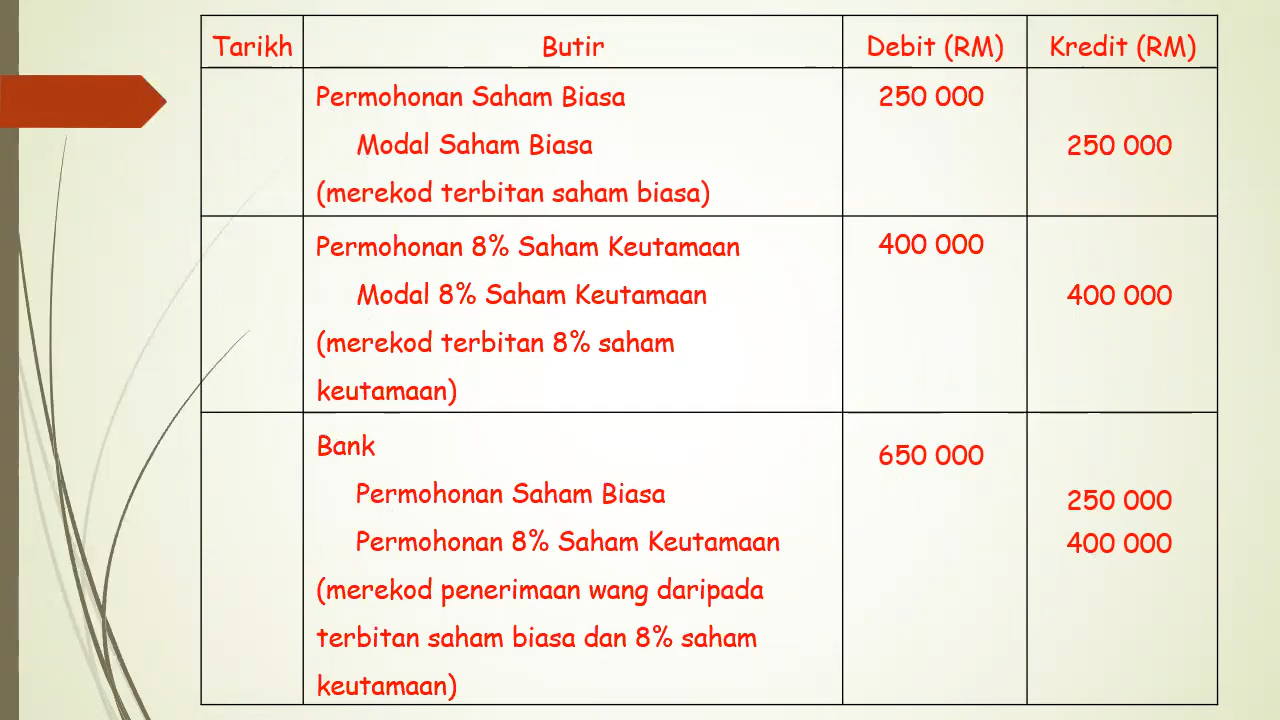 Tarikh Butir Debit (RM) Kredit (RM)
Permohonan Saham Biasa 250 000
Modal Saham Biasa 250 000
(merekod terbitan saham biasa)
Permohonan 8% Saham Keutamaan 400 000
Modal 8% Saham Keutamaan 400 000
(merekod terbitan 8% saham
keutamaan)
Bank 650 000
Permohonan Saham Biasa 250 000
Permohonan 8% Saham Keutamaan 400 000
(merekod penerimaan wang daripada
terbitan saham biasa dan 8% saham
keutamaan)